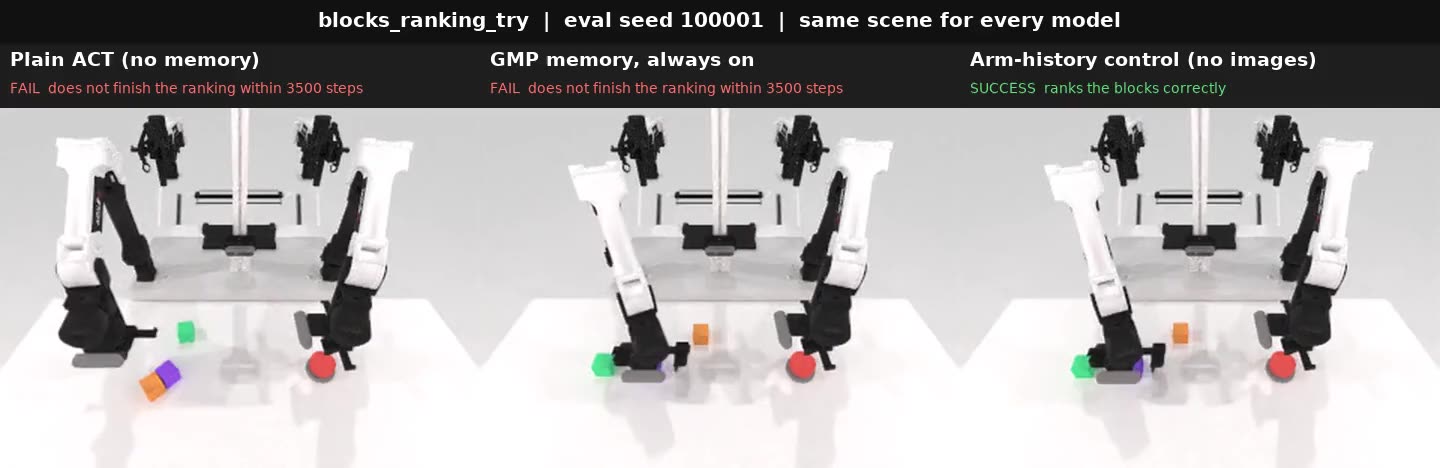 blocks_ranking_try | eval seed 100001 | same scene for every model
Plain ACT (no memory)
FAIL does not finish the ranking within 3500 steps
GMP memory, always on
FAIL does not finish the ranking within 3500 steps
Arm-history control (no images)
SUCCESS ranks the blocks correctly